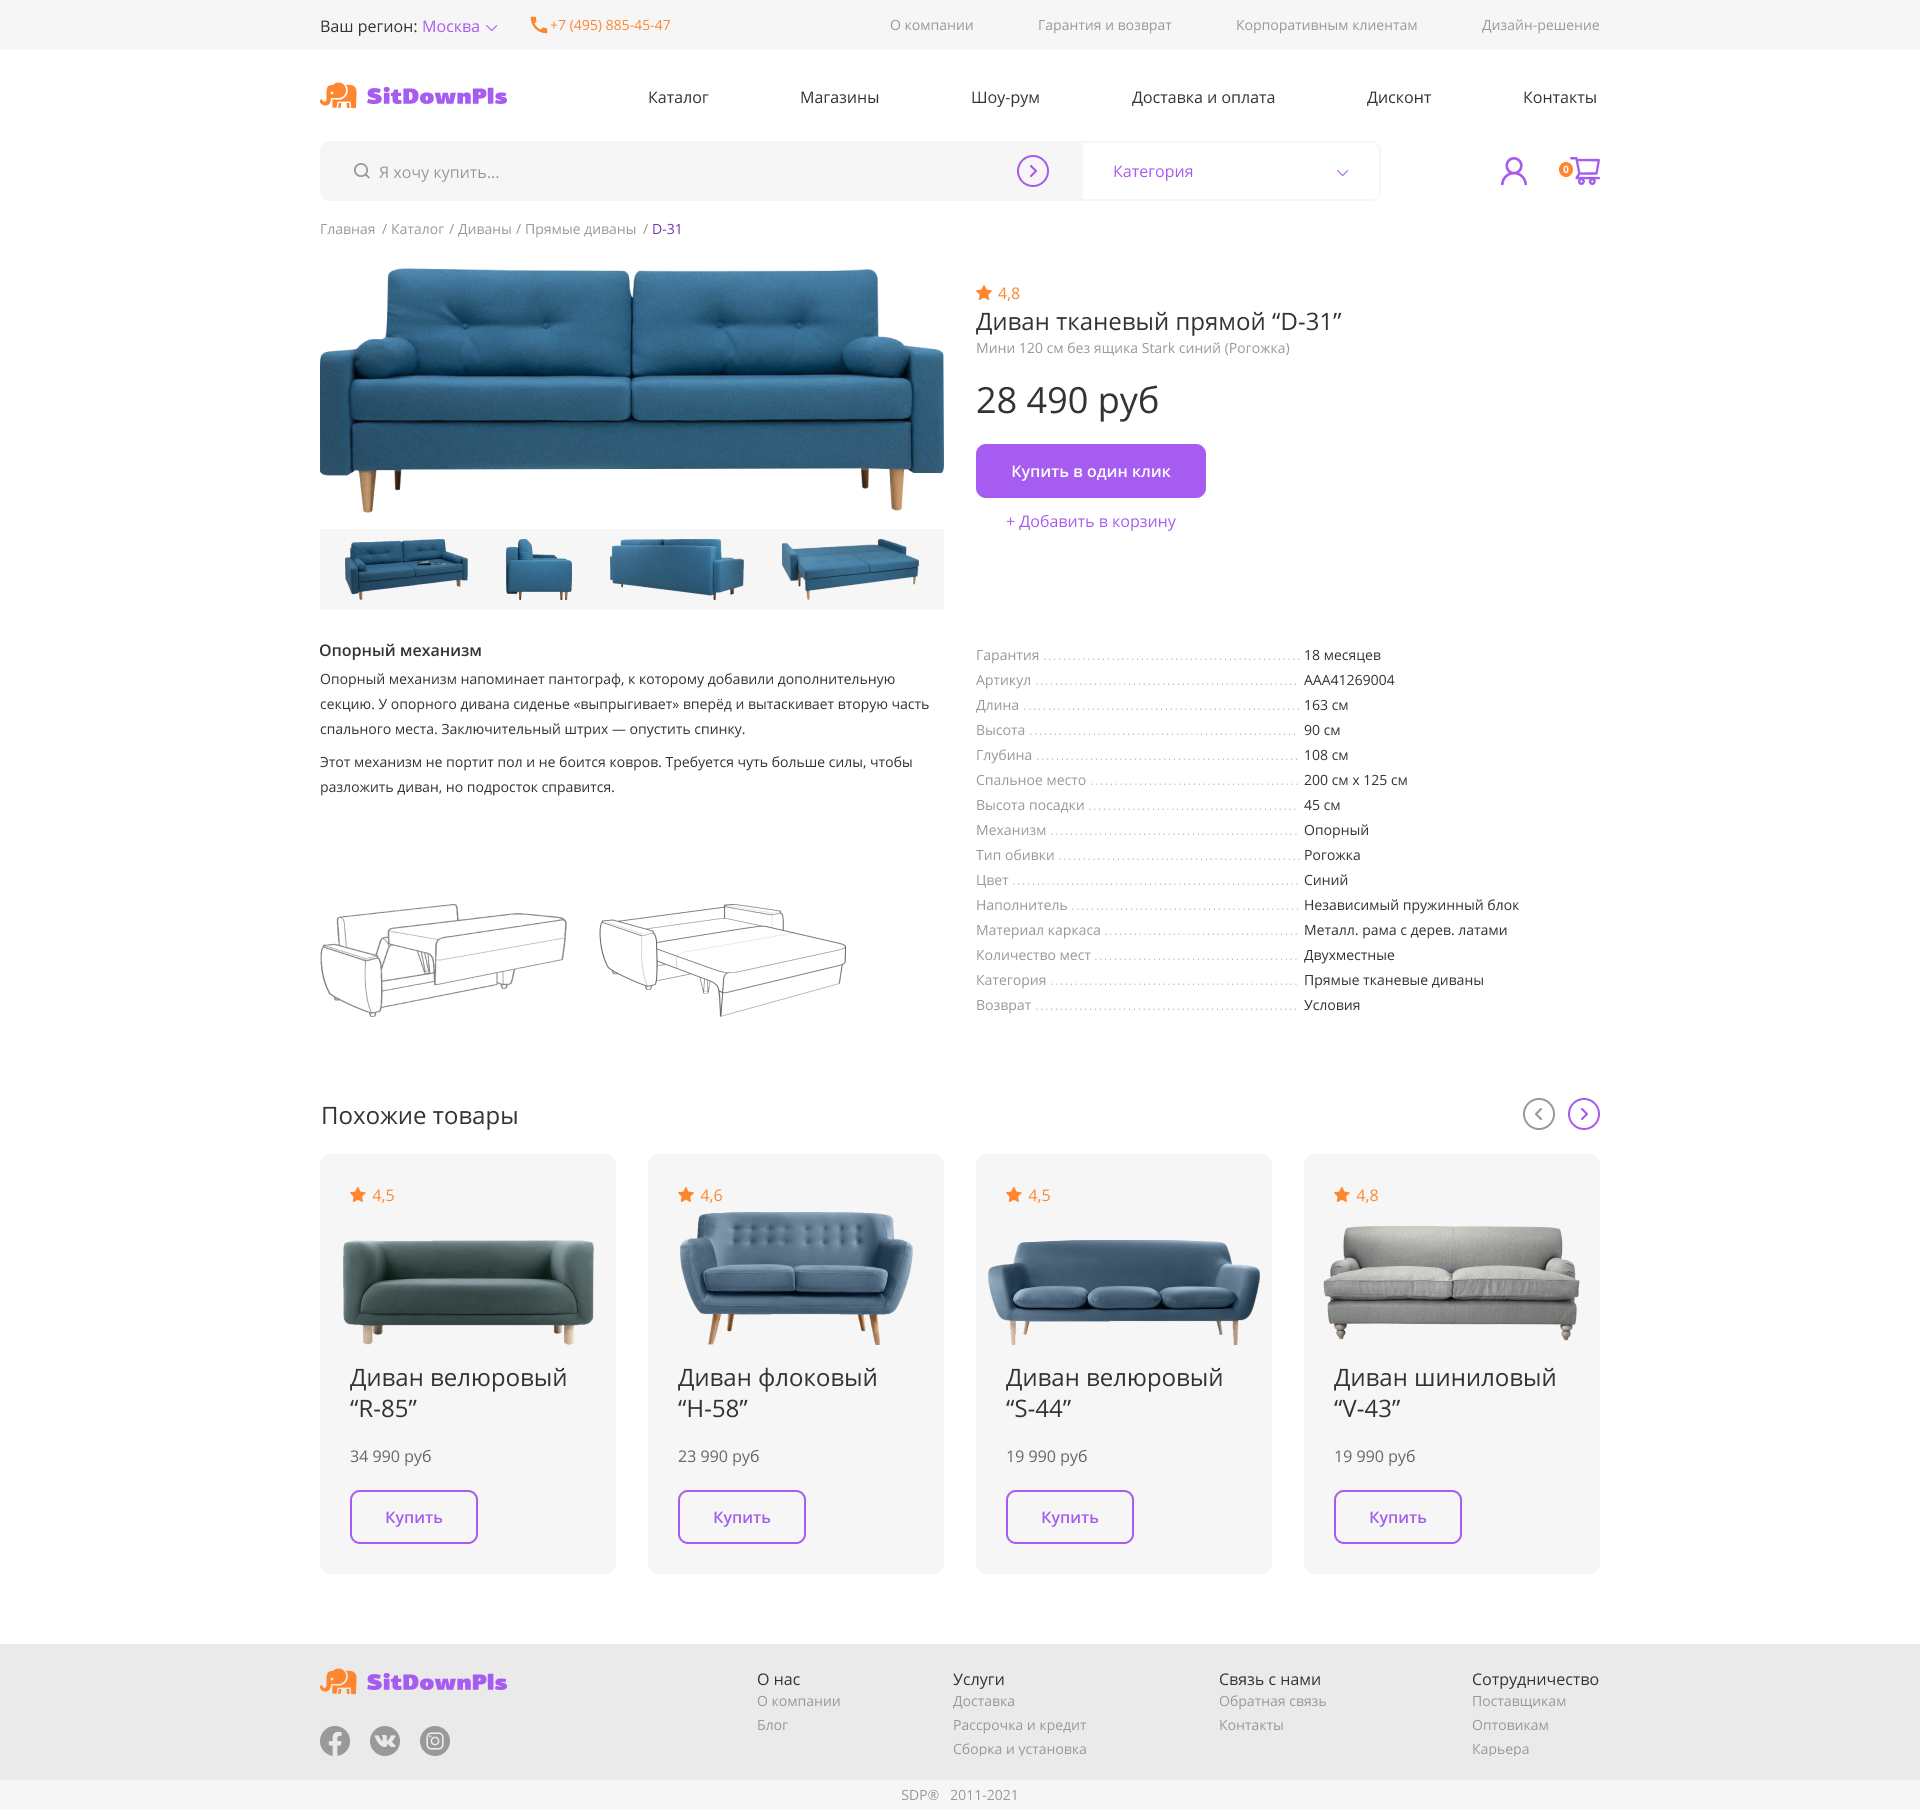 Ваш регион: Москва
+7 (495) 885-45-47
О компании
Гарантия и возврат
Корпоративным клиентам
Дизайн-решение
SitDownPls
Каталог
Магазины
Шоу-рум
Доставка и оплата
Дисконт
Контакты
Я хочу купить...
Категория
0
Главная / Каталог / Диваны / Прямые диваны / D-31
4,8
Диван тканевый прямой “D-31”
Мини 120 см без ящика Stark синий (Рогожка)
28 490 руб
Купить в один клик
+ Добавить в корзину
Опорный механизм
Опорный механизм напоминает пантограф, к которому добавили дополнительную
секцию. У опорного дивана сиденье «выпрыгивает» вперёд и вытаскивает вторую часть
спального места. Заключительный штрих — опустить спинку.
Этот механизм не портит пол и не боится ковров. Требуется чуть больше силы, чтобы
разложить диван, но подросток справится.
Гарантия 18 месяцев
Артикул ААА41269004
Длина 163 см
Высота 90 см
Глубина 108 см
Спальное место 200 см х 125 см
Высота посадки 45 см
Механизм Опорный
Тип обивки Рогожка
Цвет Синий
Наполнитель Независимый пружинный блок
Материал каркаса Металл. рама с дерев. латами
Количество мест Двухместные
Категория Прямые тканевые диваны
Возврат Условия
Похожие товары
4,5
Диван велюровый
“R-85”
34 990 руб
Купить
4,6
Диван флоковый
“H-58”
23 990 руб
Купить
4,5
Диван велюровый
“S-44”
19 990 руб
Купить
4,8
Диван шиниловый
“V-43”
19 990 руб
Купить
SitDownPls
О нас
О компании
Блог
Услуги
Доставка
Рассрочка и кредит
Сборка и установка
Связь с нами
Обратная связь
Контакты
Сотрудничество
Поставщикам
Оптовикам
Карьера
SDP® 2011-2021